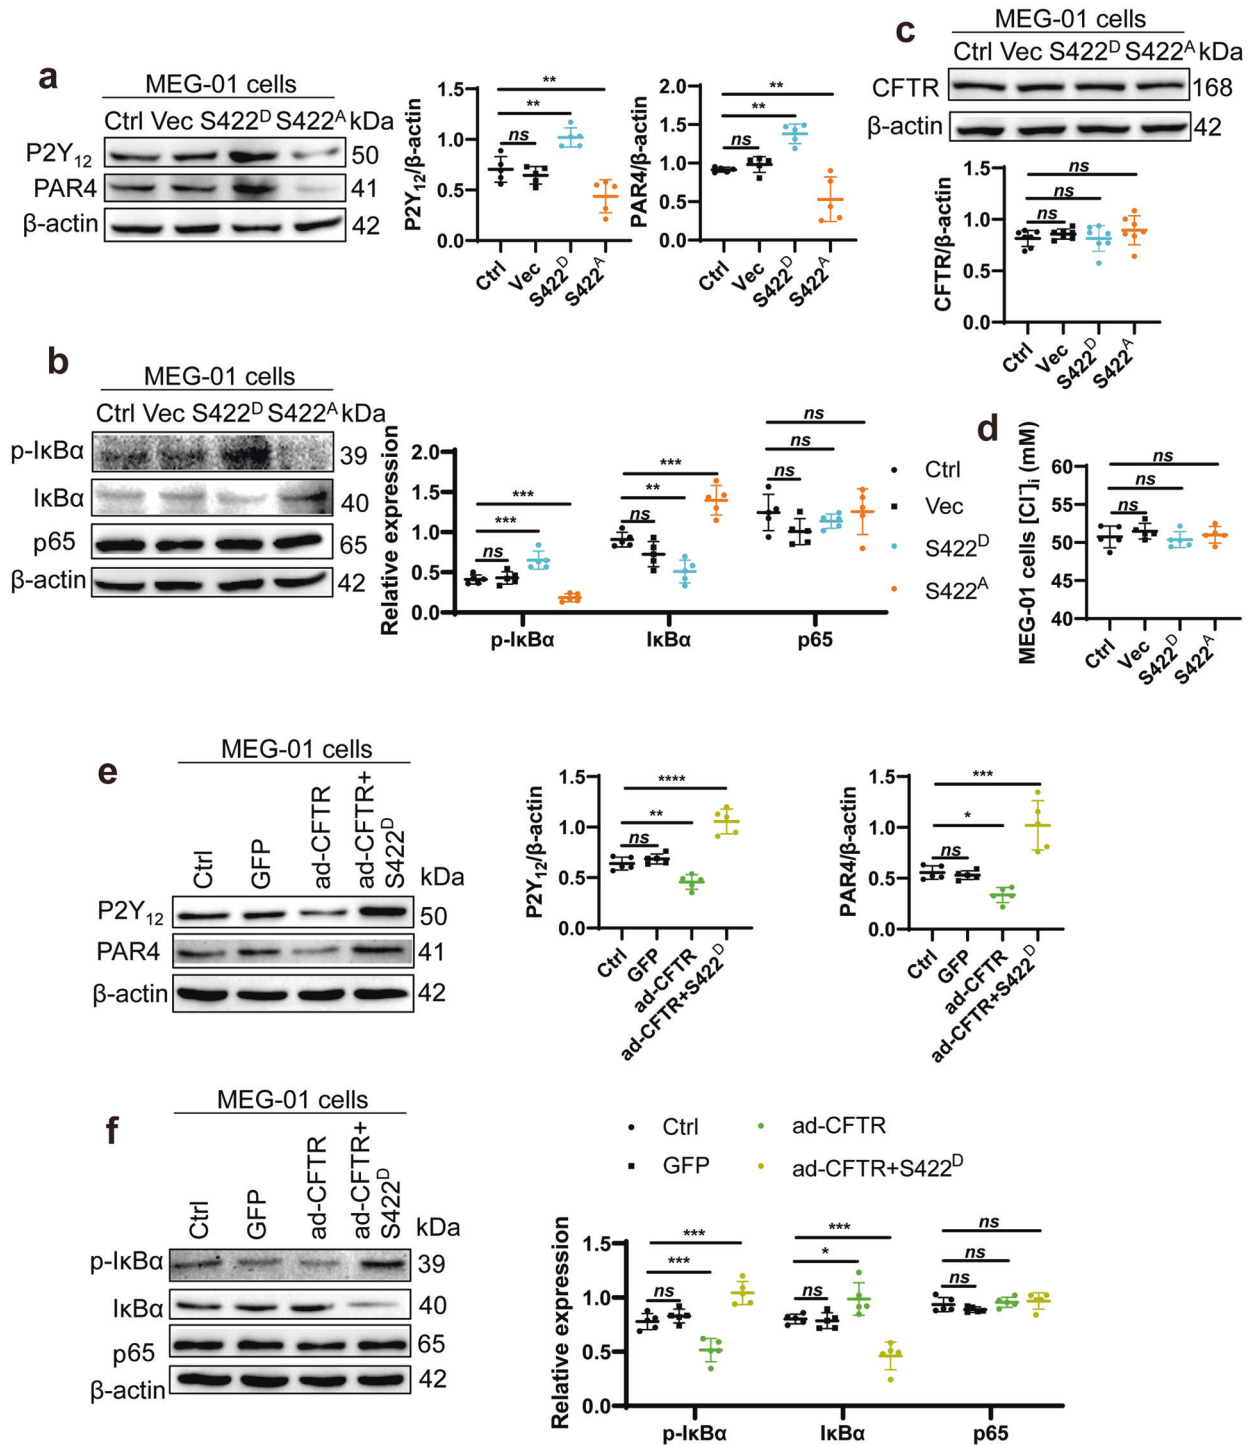 a
MEG-01 cells
Ctrl Vec S422ᴰ S422ᴬ kDa
P2Y₁₂ 50
PAR4 41
β-actin 42
P2Y₁₂/β-actin
1.5
1.0
0.5
0.0
**
**
ns
Ctrl
Vec
S422ᴰ
S422ᴬ
PAR4/β-actin
2.0
1.5
1.0
0.5
0.0
**
**
ns
Ctrl
Vec
S422ᴰ
S422ᴬ
c
MEG-01 cells
Ctrl Vec S422ᴰ S422ᴬ kDa
CFTR 168
β-actin 42
CFTR/β-actin
1.5
1.0
0.5
0.0
ns
ns
ns
Ctrl
Vec
S422ᴰ
S422ᴬ
b
MEG-01 cells
Ctrl Vec S422ᴰ S422ᴬ kDa
p-IκBα 39
IκBα 40
p65 65
β-actin 42
Relative expression
2.0
1.5
1.0
0.5
0.0
***
***
ns
***
**
ns
ns
ns
ns
p-IκBα IκBα p65
Ctrl
Vec
S422ᴰ
S422ᴬ
d
MEG-01 cells [Cl⁻]ᵢ (mM)
60
55
50
45
40
ns
ns
ns
Ctrl
Vec
S422ᴰ
S422ᴬ
e
MEG-01 cells
Ctrl
GFP
ad-CFTR
ad-CFTR+
S422ᴰ
kDa
P2Y₁₂ 50
PAR4 41
β-actin 42
P2Y₁₂/β-actin
1.5
1.0
0.5
0.0
****
**
ns
Ctrl
GFP
ad-CFTR
ad-CFTR+S422ᴰ
PAR4/β-actin
1.5
1.0
0.5
0.0
***
*
ns
Ctrl
GFP
ad-CFTR
ad-CFTR+S422ᴰ
f
MEG-01 cells
Ctrl
GFP
ad-CFTR
ad-CFTR+
S422ᴰ
kDa
p-IκBα 39
IκBα 40
p65 65
β-actin 42
Ctrl ad-CFTR
GFP ad-CFTR+S422ᴰ
Relative expression
1.5
1.0
0.5
0.0
***
***
ns
***
*
ns
ns
ns
ns
p-IκBα IκBα p65